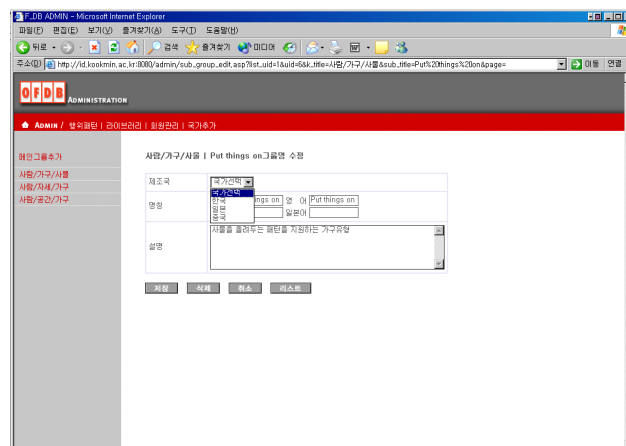 F_DB ADMIN - Microsoft Internet Explorer
파일(F) 편집(E) 보기(V) 즐겨찾기(A) 도구(T) 도움말(H)
뒤로 검색 즐겨찾기 미디어
주소(D) http://id.kookmin.ac.kr:8080/admin/sub_group_edit.asp?list_uid=1&uid=6&k_title=사람/가구/사물&sub_title=Put%20things%20on&page= 이동 연결
OFDB ADMINISTRATION
ADMIN / 행위패턴 | 라이브러리 | 회원관리 | 국가추가
메인그룹추가
사람/가구/사물
사람/자세/가구
사람/공간/가구
사람/가구/사물 | Put things on그룹명 수정
제조국 국가선택
국가선택
한국
일본
중국
명칭 ings on 영 어 Put things on
일본어
설명 사물을 올려두는 패턴을 지원하는 가구유형
저장 삭제 취소 리스트